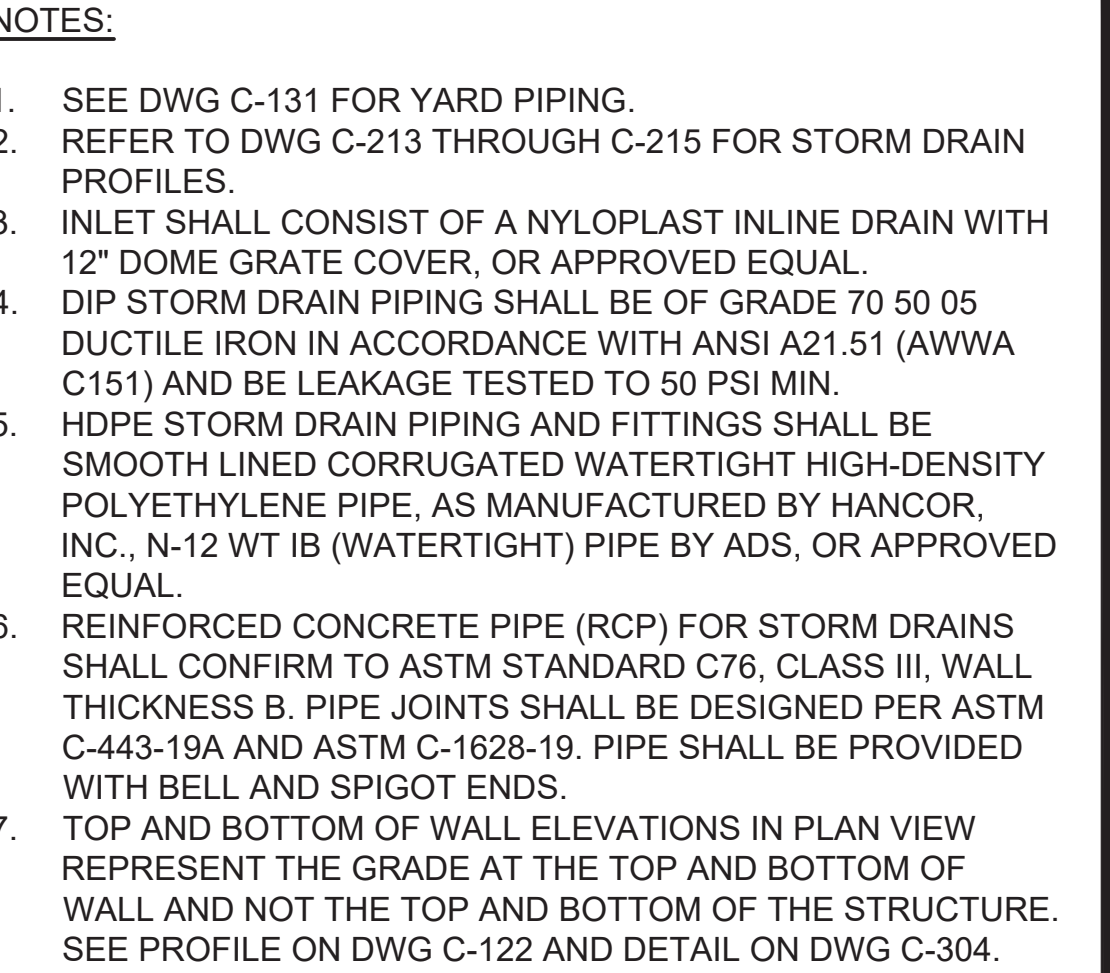 NOTES:
1. SEE DWG C-131 FOR YARD PIPING.
2. REFER TO DWG C-213 THROUGH C-215 FOR STORM DRAIN
PROFILES.
3. INLET SHALL CONSIST OF A NYLOPLAST INLINE DRAIN WITH
12" DOME GRATE COVER, OR APPROVED EQUAL.
4. DIP STORM DRAIN PIPING SHALL BE OF GRADE 70 50 05
DUCTILE IRON IN ACCORDANCE WITH ANSI A21.51 (AWWA
C151) AND BE LEAKAGE TESTED TO 50 PSI MIN.
5. HDPE STORM DRAIN PIPING AND FITTINGS SHALL BE
SMOOTH LINED CORRUGATED WATERTIGHT HIGH-DENSITY
POLYETHYLENE PIPE, AS MANUFACTURED BY HANCOR,
INC., N-12 WT IB (WATERTIGHT) PIPE BY ADS, OR APPROVED
EQUAL.
6. REINFORCED CONCRETE PIPE (RCP) FOR STORM DRAINS
SHALL CONFIRM TO ASTM STANDARD C76, CLASS III, WALL
THICKNESS B. PIPE JOINTS SHALL BE DESIGNED PER ASTM
C-443-19A AND ASTM C-1628-19. PIPE SHALL BE PROVIDED
WITH BELL AND SPIGOT ENDS.
7. TOP AND BOTTOM OF WALL ELEVATIONS IN PLAN VIEW
REPRESENT THE GRADE AT THE TOP AND BOTTOM OF
WALL AND NOT THE TOP AND BOTTOM OF THE STRUCTURE.
SEE PROFILE ON DWG C-122 AND DETAIL ON DWG C-304.